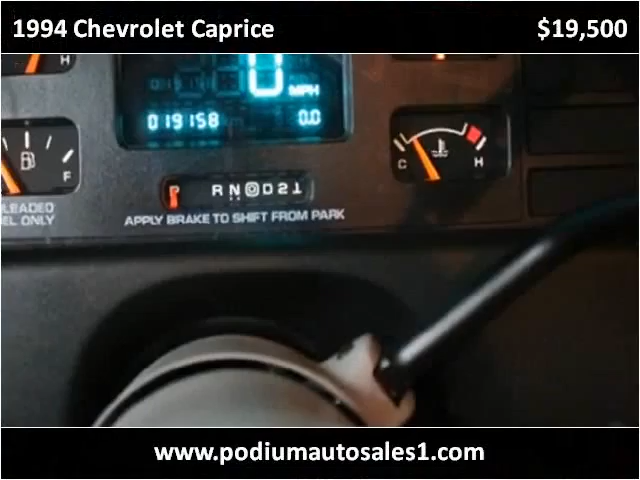 1994 Chevrolet Caprice $19,500
H
0 MPH
019158 0.0
F
C H
P R N D D 2 1
LEADED
EL ONLY
APPLY BRAKE TO SHIFT FROM PARK
www.podiumautosales1.com